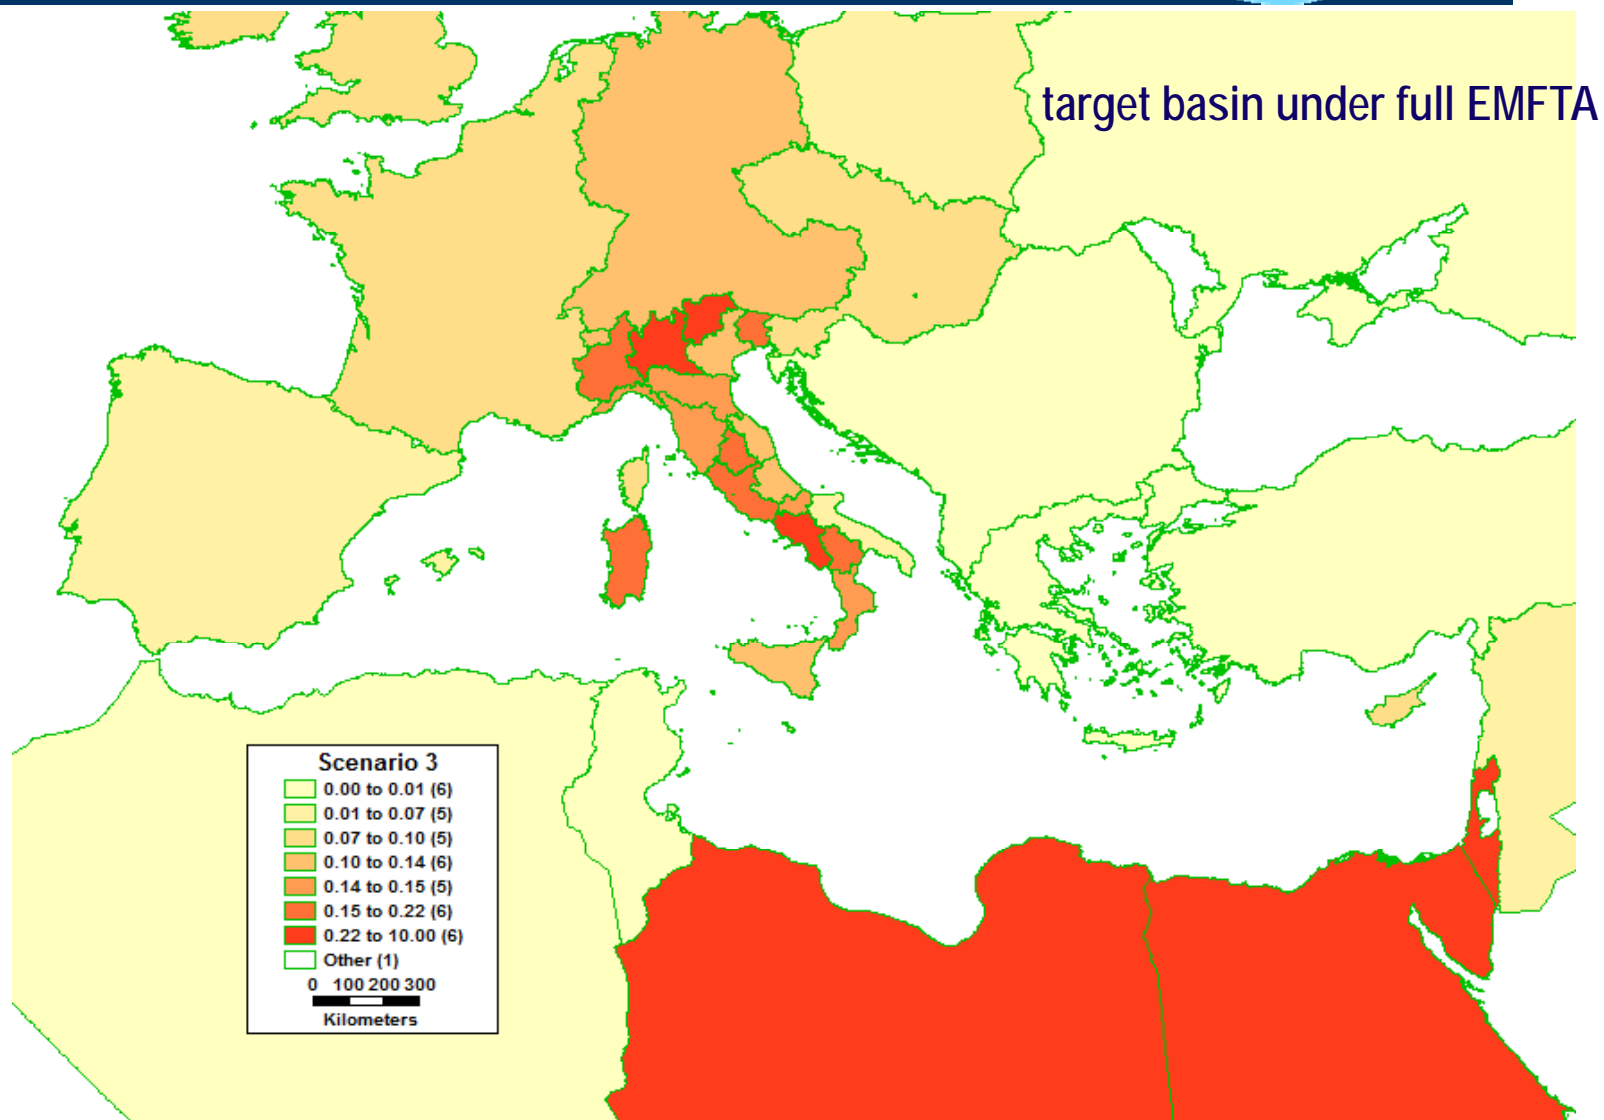 target basin under full EMFTA
Scenario 3
0.00 to 0.01 (6)
0.01 to 0.07 (5)
0.07 to 0.10 (5)
0.10 to 0.14 (6)
0.14 to 0.15 (5)
0.15 to 0.22 (6)
0.22 to 10.00 (6)
Other (1)
0 100 200 300
Kilometers